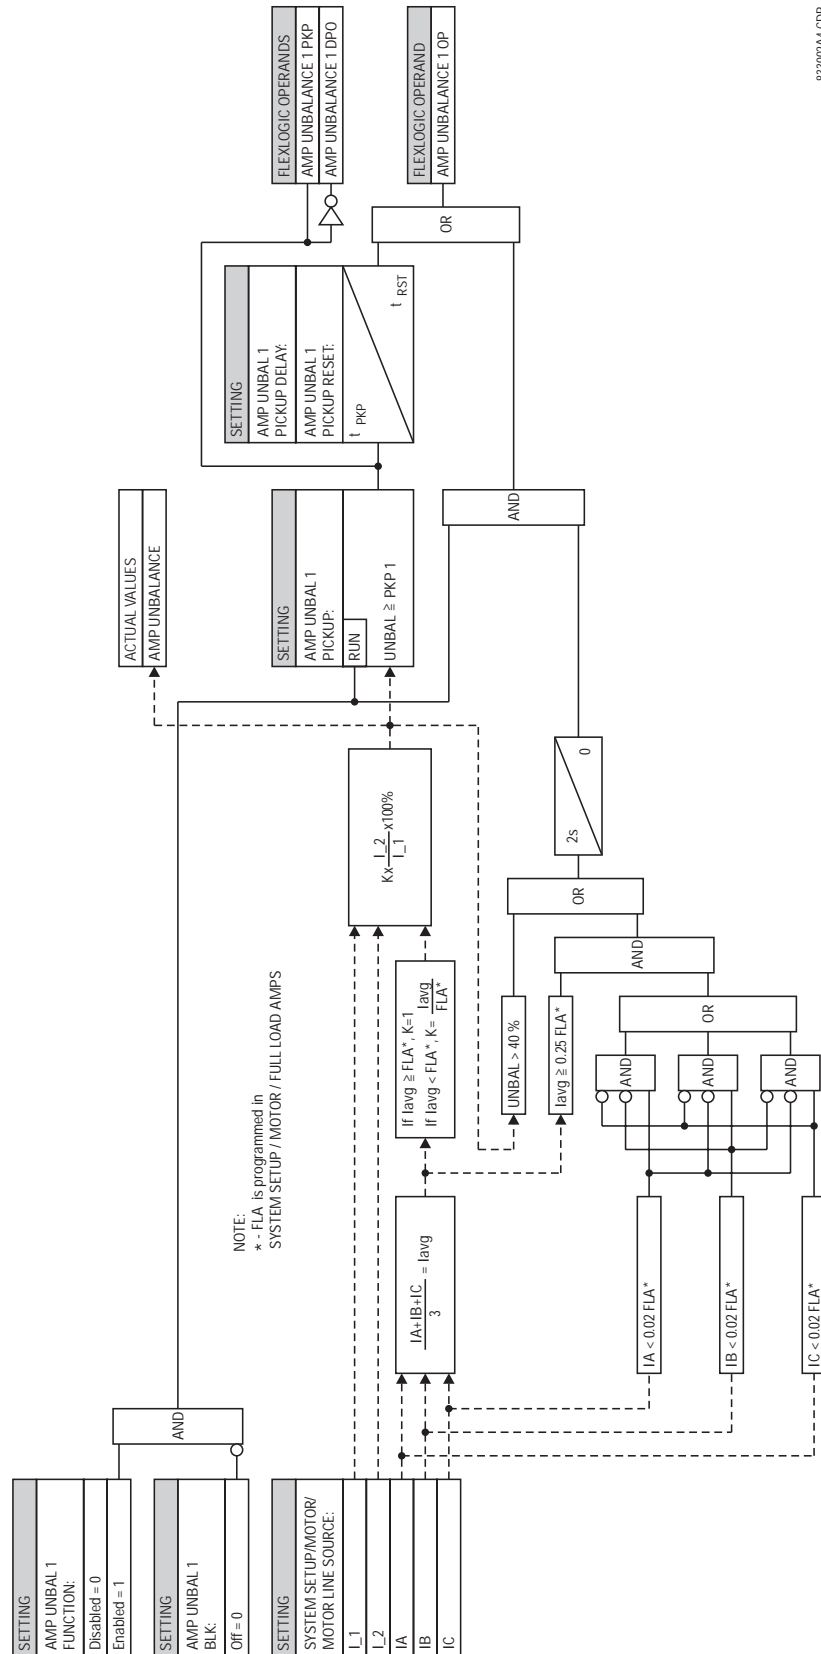 SETTING
AMP UNBAL 1
FUNCTION:
Disabled = 0
Enabled = 1
SETTING
AMP UNBAL 1
BLK:
Off = 0
SETTING
SYSTEM SETUP/MOTOR/
MOTOR LINE SOURCE:
I_1
I_2
IA
IB
IC
AND
NOTE:
* - FLA is programmed in
SYSTEM SETUP / MOTOR / FULL LOAD AMPS
IA+IB+IC
3
= Iavg
IA < 0.02 FLA*
IB < 0.02 FLA*
IC < 0.02 FLA*
If Iavg ≥ FLA*, K=1
If Iavg < FLA*, K= Iavg
FLA*
UNBAL > 40 %
Iavg ≥ 0.25 FLA*
AND
AND
AND
OR
AND
OR
Kx I_2 x100%
I_1
2s
0
ACTUAL VALUES
AMP UNBALANCE
SETTING
AMP UNBAL 1
PICKUP:
RUN
UNBAL ≥ PKP 1
AND
SETTING
AMP UNBAL 1
PICKUP DELAY:
AMP UNBAL 1
PICKUP RESET:
t PKP
t RST
OR
FLEXLOGIC OPERANDS
AMP UNBALANCE 1 PKP
AMP UNBALANCE 1 DPO
FLEXLOGIC OPERAND
AMP UNBALANCE 1 OP